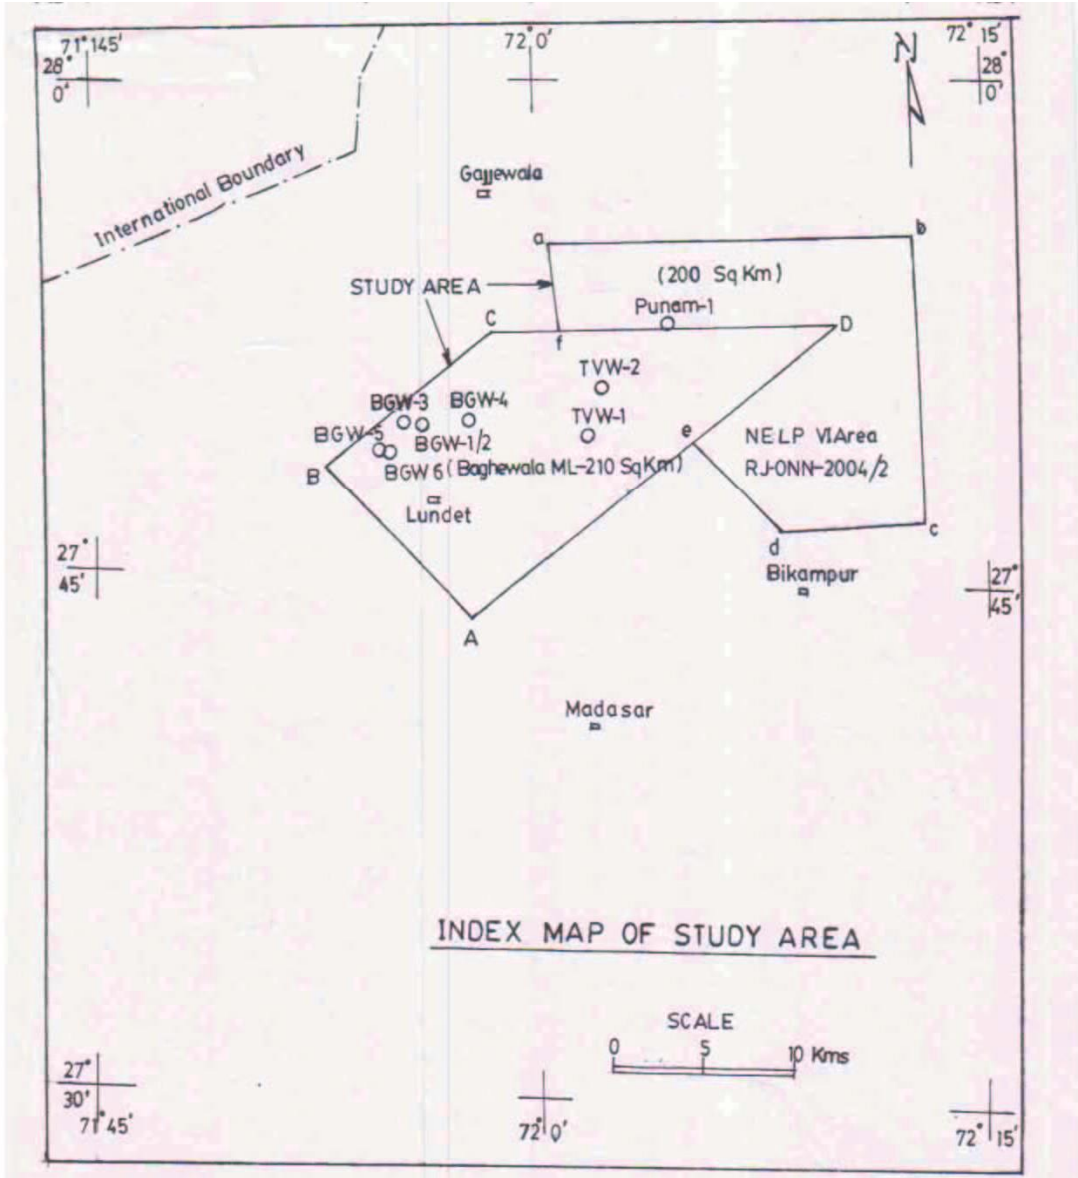 71° 145'
28°
0'
72° 0'
72° 15'
28°
0'
N
International Boundary
Gajjewala
a
b
(200 Sq Km)
STUDY AREA
Punam-1
C
f
D
TVW-2
BGW-3
BGW-4
TVW-1
BGW-5
BGW-1/2
e
NELP VI Area
B
BGW 6
(Baghewala ML-210 SqKm)
RJ-ONN-2004/2
Lundet
c
d
27°
45'
Bikampur
27°
45'
A
Madasar
INDEX MAP OF STUDY AREA
SCALE
0 5 10 Kms
27°
30'
71° 45'
72° 0'
72° 15'